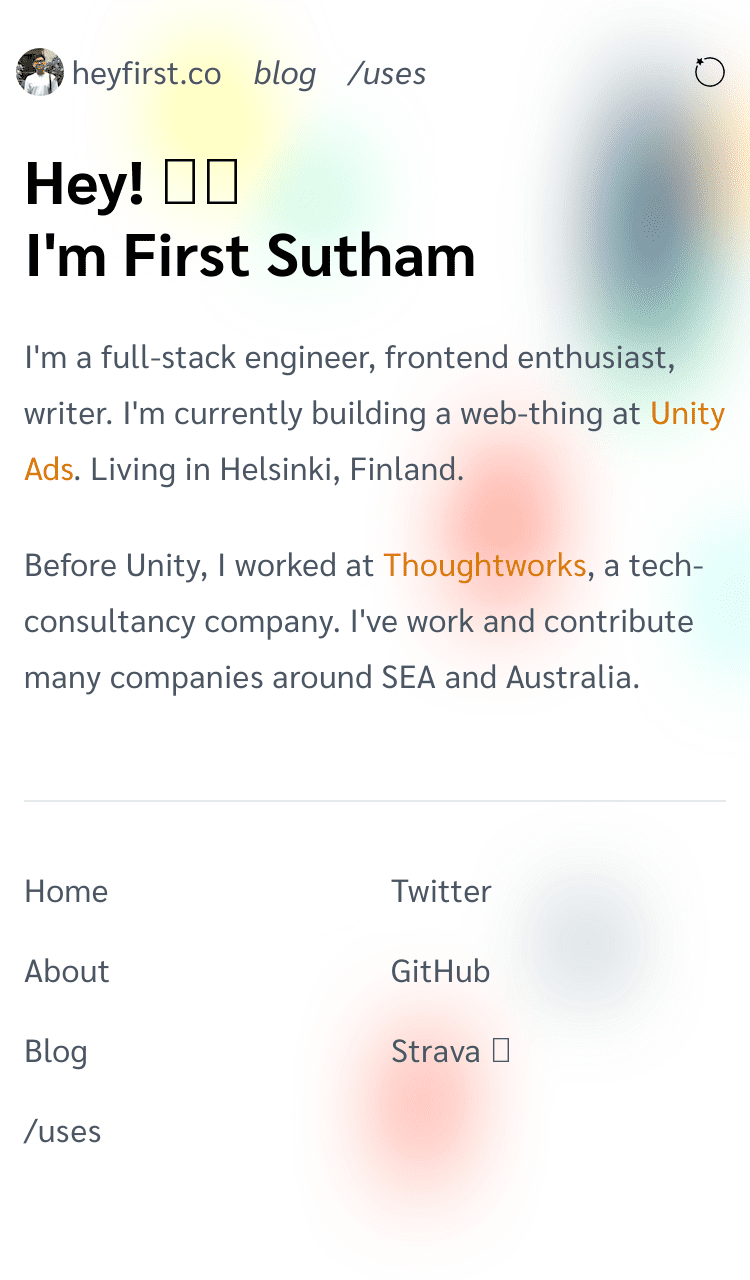 heyfirst.co blog /uses
Hey! 
I'm First Sutham
I'm a full-stack engineer, frontend enthusiast,
writer. I'm currently building a web-thing at Unity
Ads. Living in Helsinki, Finland.
Before Unity, I worked at Thoughtworks, a tech-
consultancy company. I've work and contribute
many companies around SEA and Australia.
Home
About
Blog
/uses
Twitter
GitHub
Strava